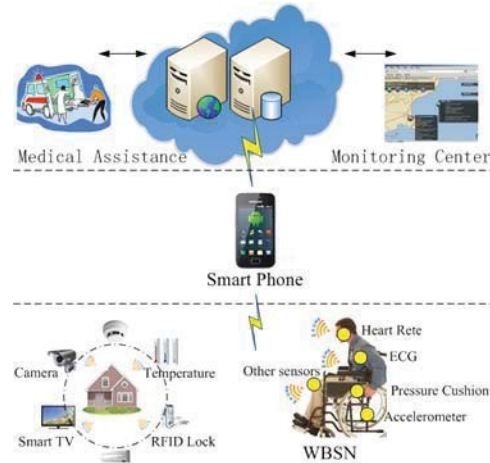 Medical Assistance
Monitoring Center
Smart Phone
Camera
Temperature
Smart TV
RFID Lock
Heart Rete
ECG
Other sensors
Pressure Cushion
Accelerometer
WBSN